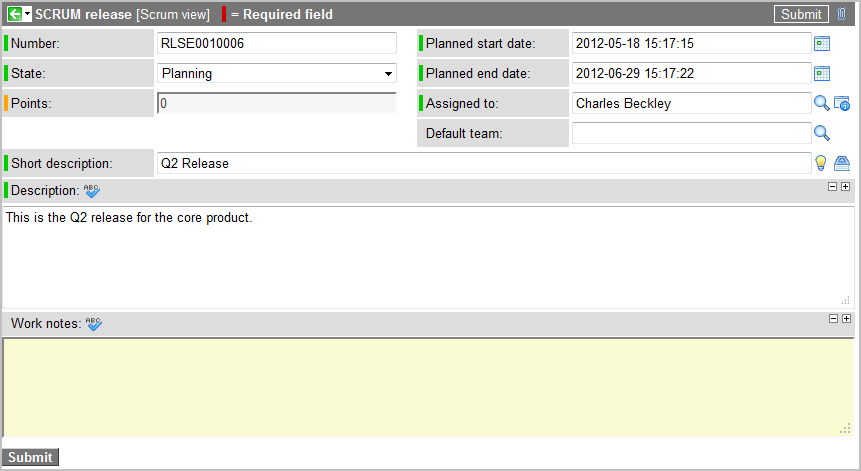 SCRUM release [Scrum view] = Required field Submit
Number: RLSE0010006 Planned start date: 2012-05-18 15:17:15
State: Planning Planned end date: 2012-06-29 15:17:22
Points: 0 Assigned to: Charles Beckley
Default team:
Short description: Q2 Release
Description: ABC
This is the Q2 release for the core product.
Work notes: ABC
Submit